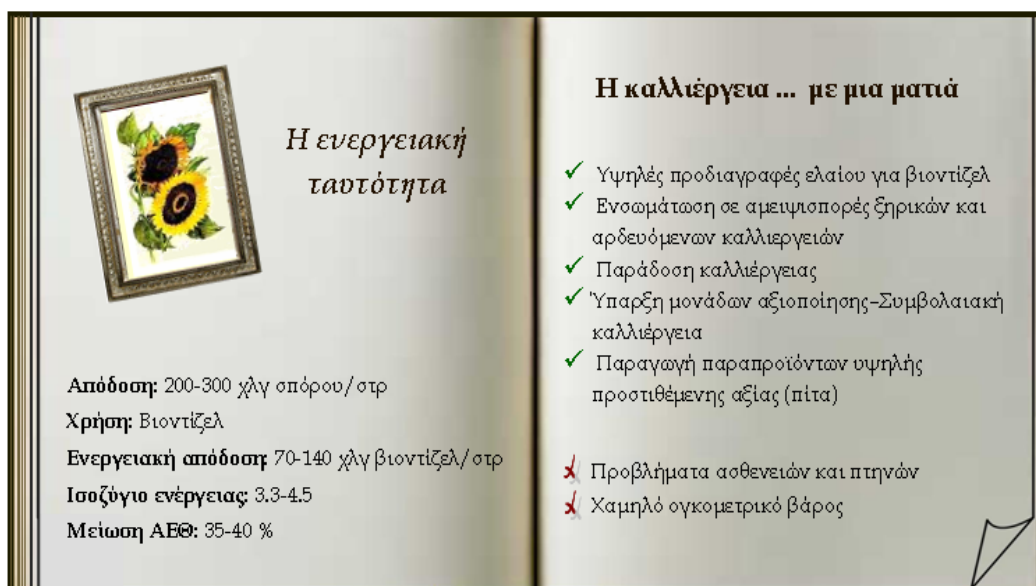 Η ενεργειακή
ταυτότητα
Απόδοση: 200-300 χλγ σπόρου/στρ
Χρήση: Βιοντίζελ
Ενεργειακή απόδοση: 70-140 χλγ βιοντίζελ/στρ
Ισοζύγιο ενέργειας: 3.3-4.5
Μείωση ΑΕΘ: 35-40 %
Η καλλιέργεια ... με μια ματιά
✓ Υψηλές προδιαγραφές ελαίου για βιοντίζελ
✓ Ενσωμάτωση σε αμειψισπορές ξηρικών και
αρδευόμενων καλλιεργειών
✓ Παράδοση καλλιέργειας
✓ Ύπαρξη μονάδων αξιοποίησης–Συμβολαιακή
καλλιέργεια
✓ Παραγωγή παραπροϊόντων υψηλής
προστιθέμενης αξίας (πίτα)
✗ Προβλήματα ασθενειών και πτηνών
✗ Χαμηλό ογκομετρικό βάρος